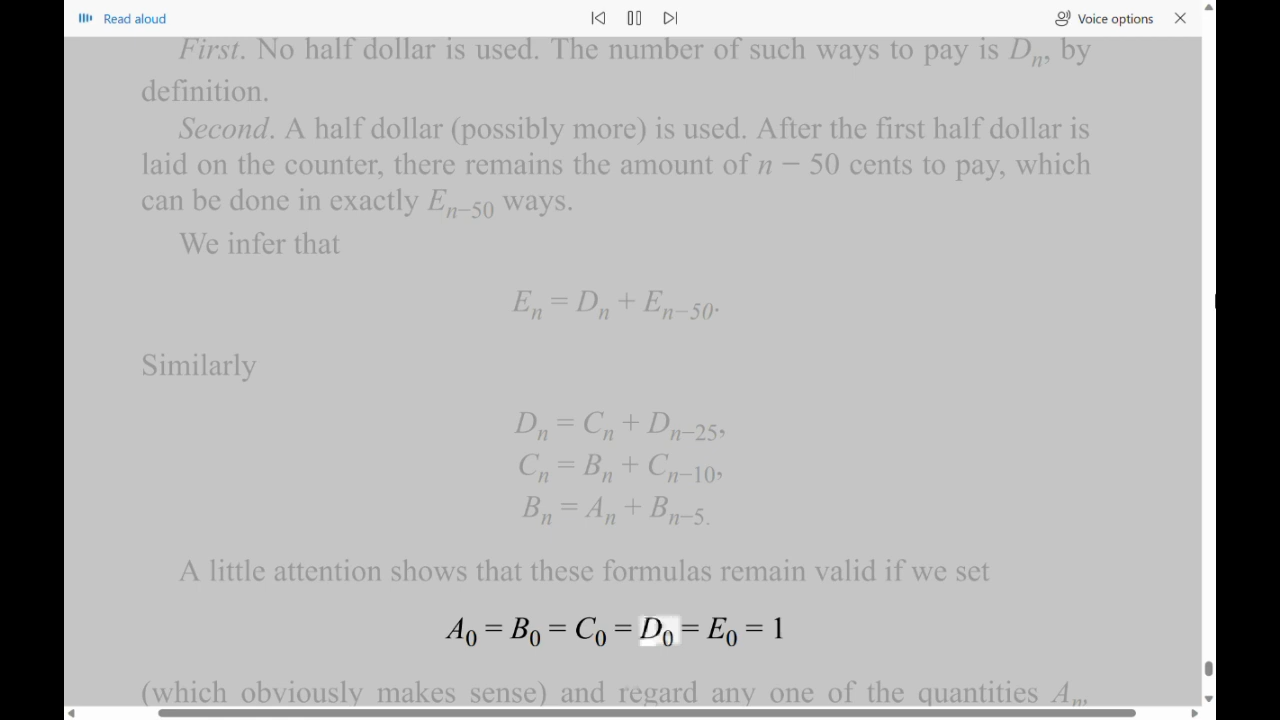 Read aloud
Voice options
First. No half dollar is used. The number of such ways to pay is Dₙ, by
definition.
Second. A half dollar (possibly more) is used. After the first half dollar is
laid on the counter, there remains the amount of n − 50 cents to pay, which
can be done in exactly Eₙ₋₅₀ ways.
We infer that
Eₙ = Dₙ + Eₙ₋₅₀.
Similarly
Dₙ = Cₙ + Dₙ₋₂₅,
Cₙ = Bₙ + Cₙ₋₁₀,
Bₙ = Aₙ + Bₙ₋₅.
A little attention shows that these formulas remain valid if we set
A₀ = B₀ = C₀ = D₀ = E₀ = 1
(which obviously makes sense) and regard any one of the quantities Aₘ,